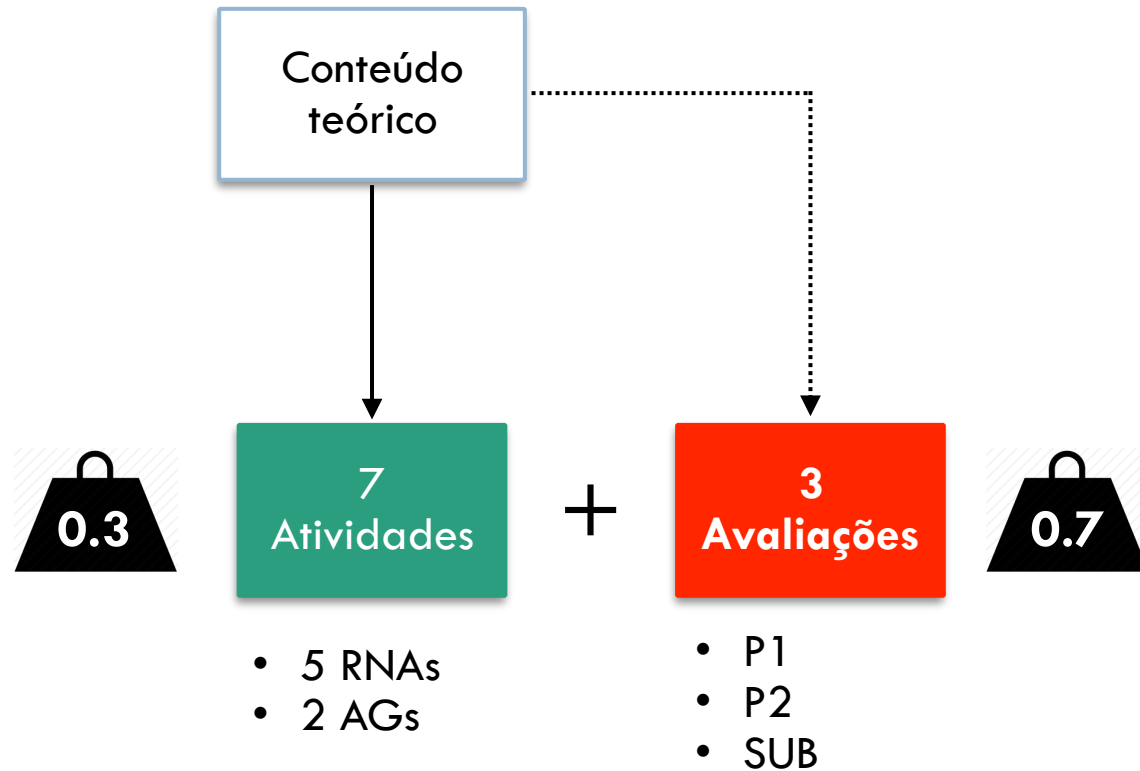 Conteúdo
teórico
0.3
7
Atividades
+
3
Avaliações
0.7
• 5 RNAs
• 2 AGs
• P1
• P2
• SUB